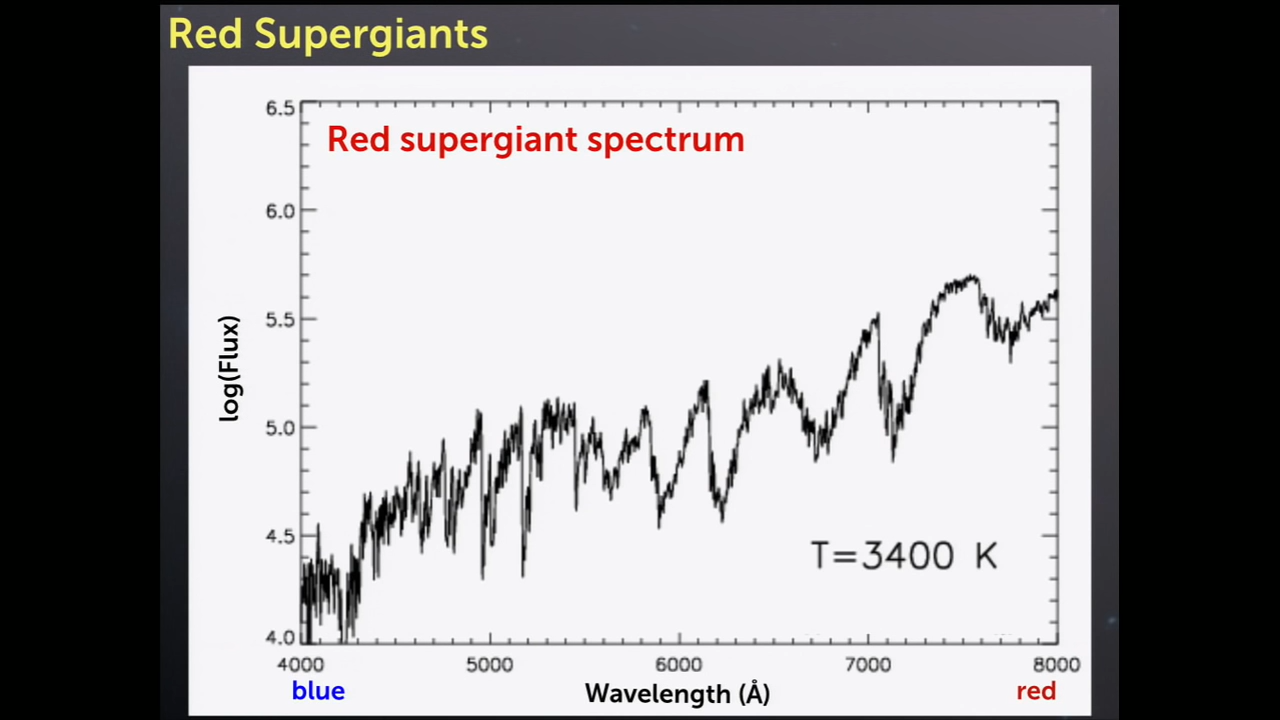 Red Supergiants
Red supergiant spectrum
6.5
6.0
5.5
5.0
4.5
4.0
log(Flux)
T=3400 K
4000 5000 6000 7000 8000
blue Wavelength (Å) red